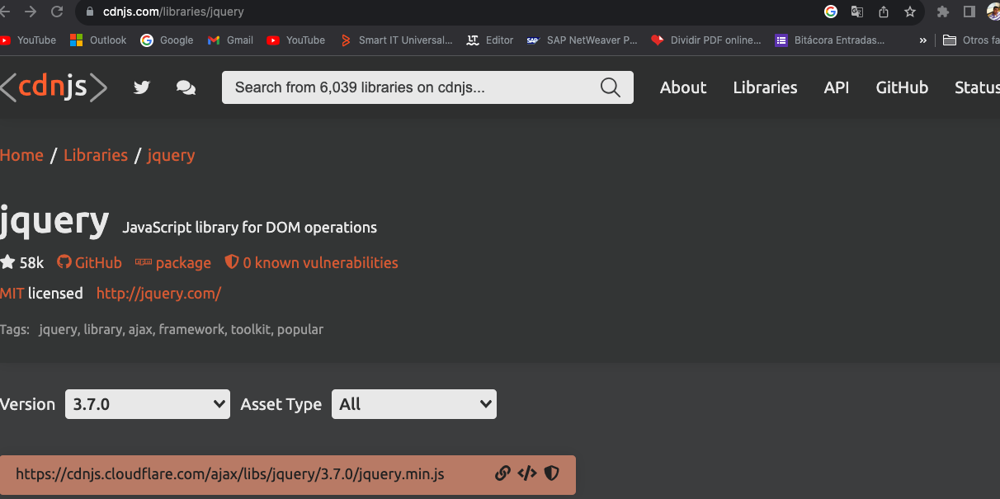 cdnjs.com/libraries/jquery
YouTube Outlook Google Gmail YouTube Smart IT Universal... Editor SAP SAP NetWeaver P... Dividir PDF online... Bitácora Entradas... » Otros fa
<cdnjs> Search from 6,039 libraries on cdnjs... About Libraries API GitHub Status
Home / Libraries / jquery
jquery JavaScript library for DOM operations
58k GitHub npm package 0 known vulnerabilities
MIT licensed http://jquery.com/
Tags: jquery, library, ajax, framework, toolkit, popular
Version 3.7.0 Asset Type All
https://cdnjs.cloudflare.com/ajax/libs/jquery/3.7.0/jquery.min.js </>